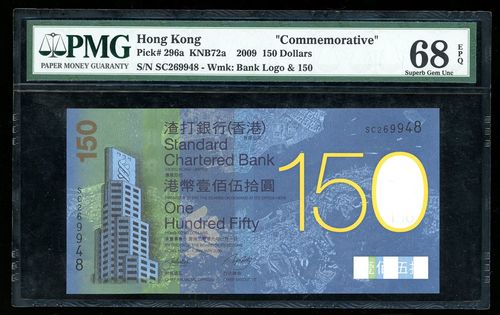 PMG
PAPER MONEY GUARANTY
Hong Kong "Commemorative"
Pick# 296a KNB72a 2009 150 Dollars
S/N SC269948 - Wmk: Bank Logo & 150
68 EPQ
Superb Gem Unc
150
渣打銀行(香港)
SC269948
Standard
Chartered Bank
港幣壹佰伍拾圓
One
Hundred Fifty
150
SC269948